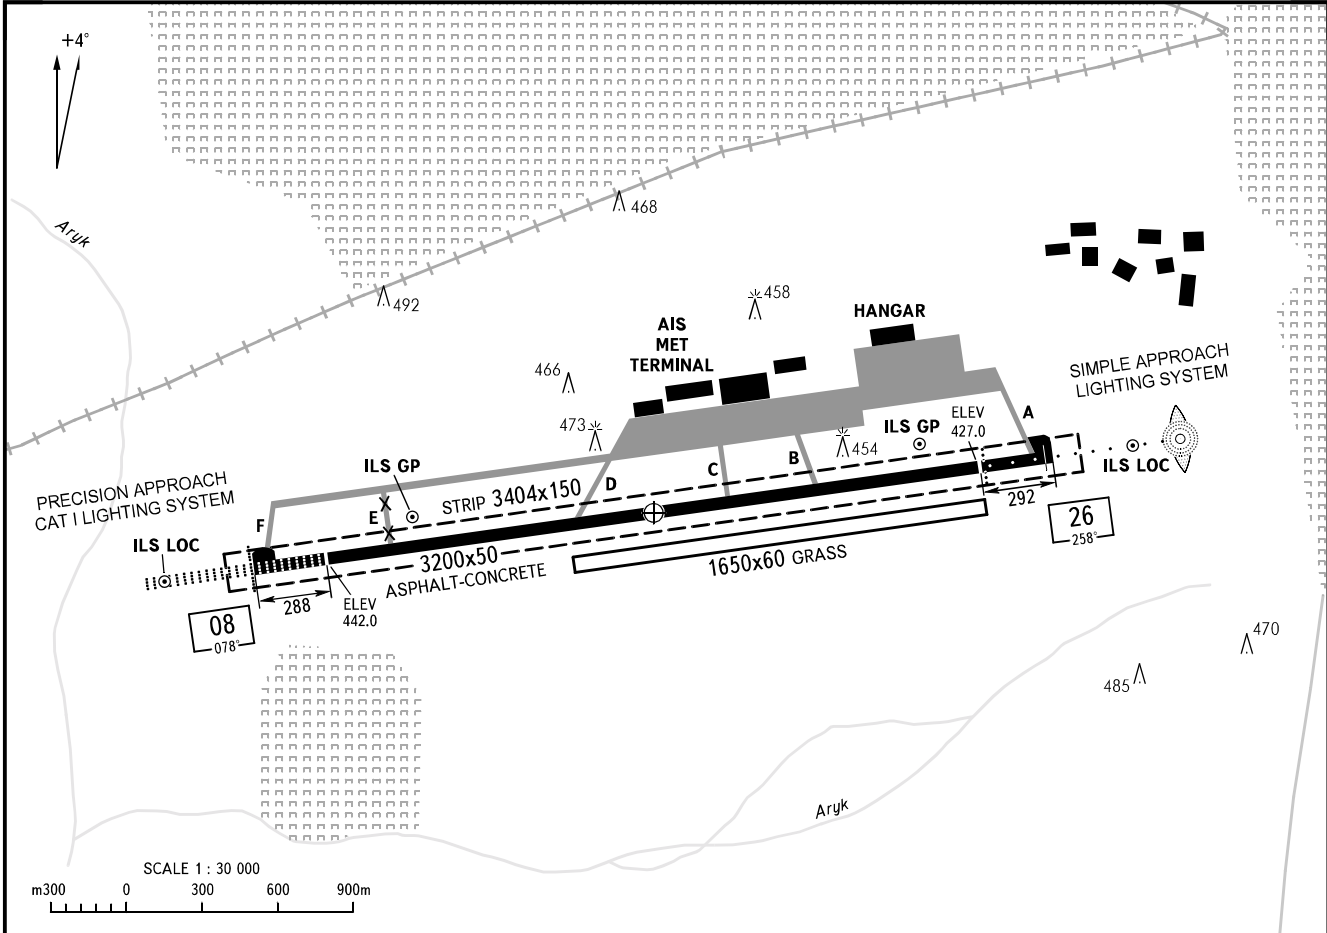 +4°
Aryk
468
492
458
HANGAR
AIS
MET
TERMINAL
466
473
454
SIMPLE APPROACH
LIGHTING SYSTEM
ELEV
427.0
A
ILS GP
ILS LOC
B
C
D
292
26
258°
ILS GP
STRIP 3404x150
PRECISION APPROACH
CAT I LIGHTING SYSTEM
F
E
ILS LOC
3200x50
ASPHALT-CONCRETE
1650x60 GRASS
288
ELEV
442.0
08
078°
470
485
Aryk
SCALE 1 : 30 000
m300 0 300 600 900m
X
X